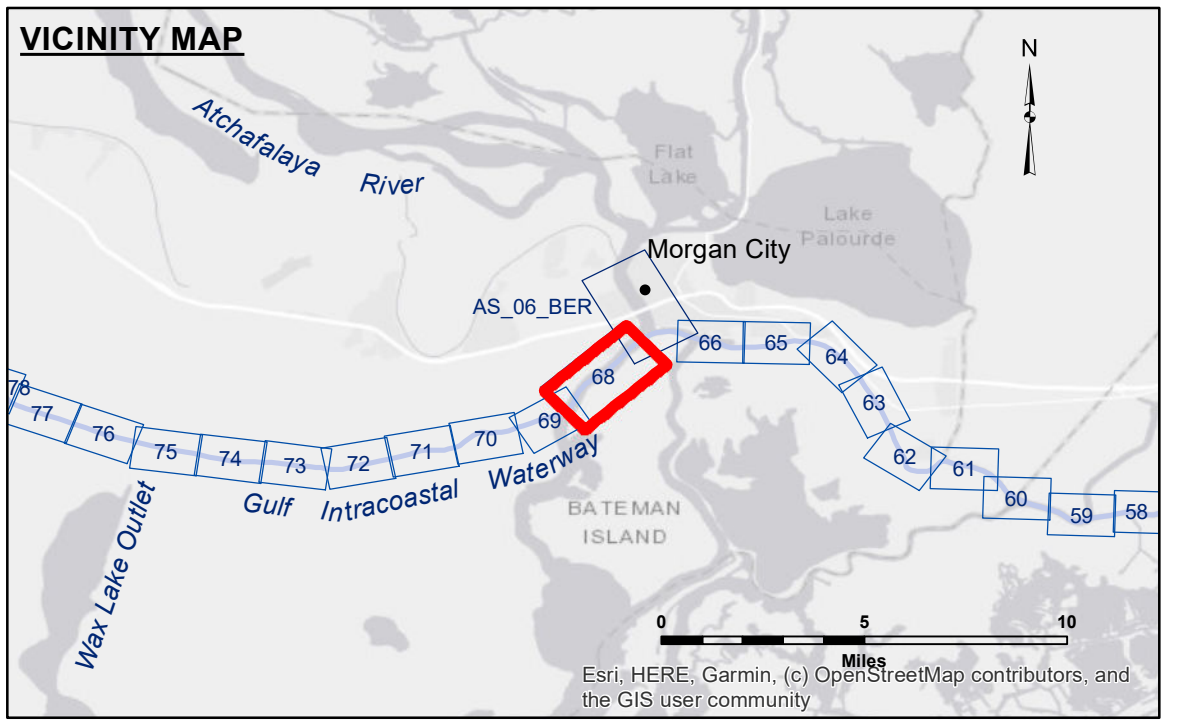 VICINITY MAP
N
Atchafalaya
River
Flat
Lake
Lake
Palourde
Morgan City
AS_06_BER
66
65
64
68
63
78
77
69
76
70
75
71
62
74
73
72
61
60
59
58
Waterway
Gulf
Intracoastal
Wax Lake Outlet
BATEMAN
ISLAND
0
5
10
Miles
Esri, HERE, Garmin, (c) OpenStreetMap contributors, and
the GIS user community